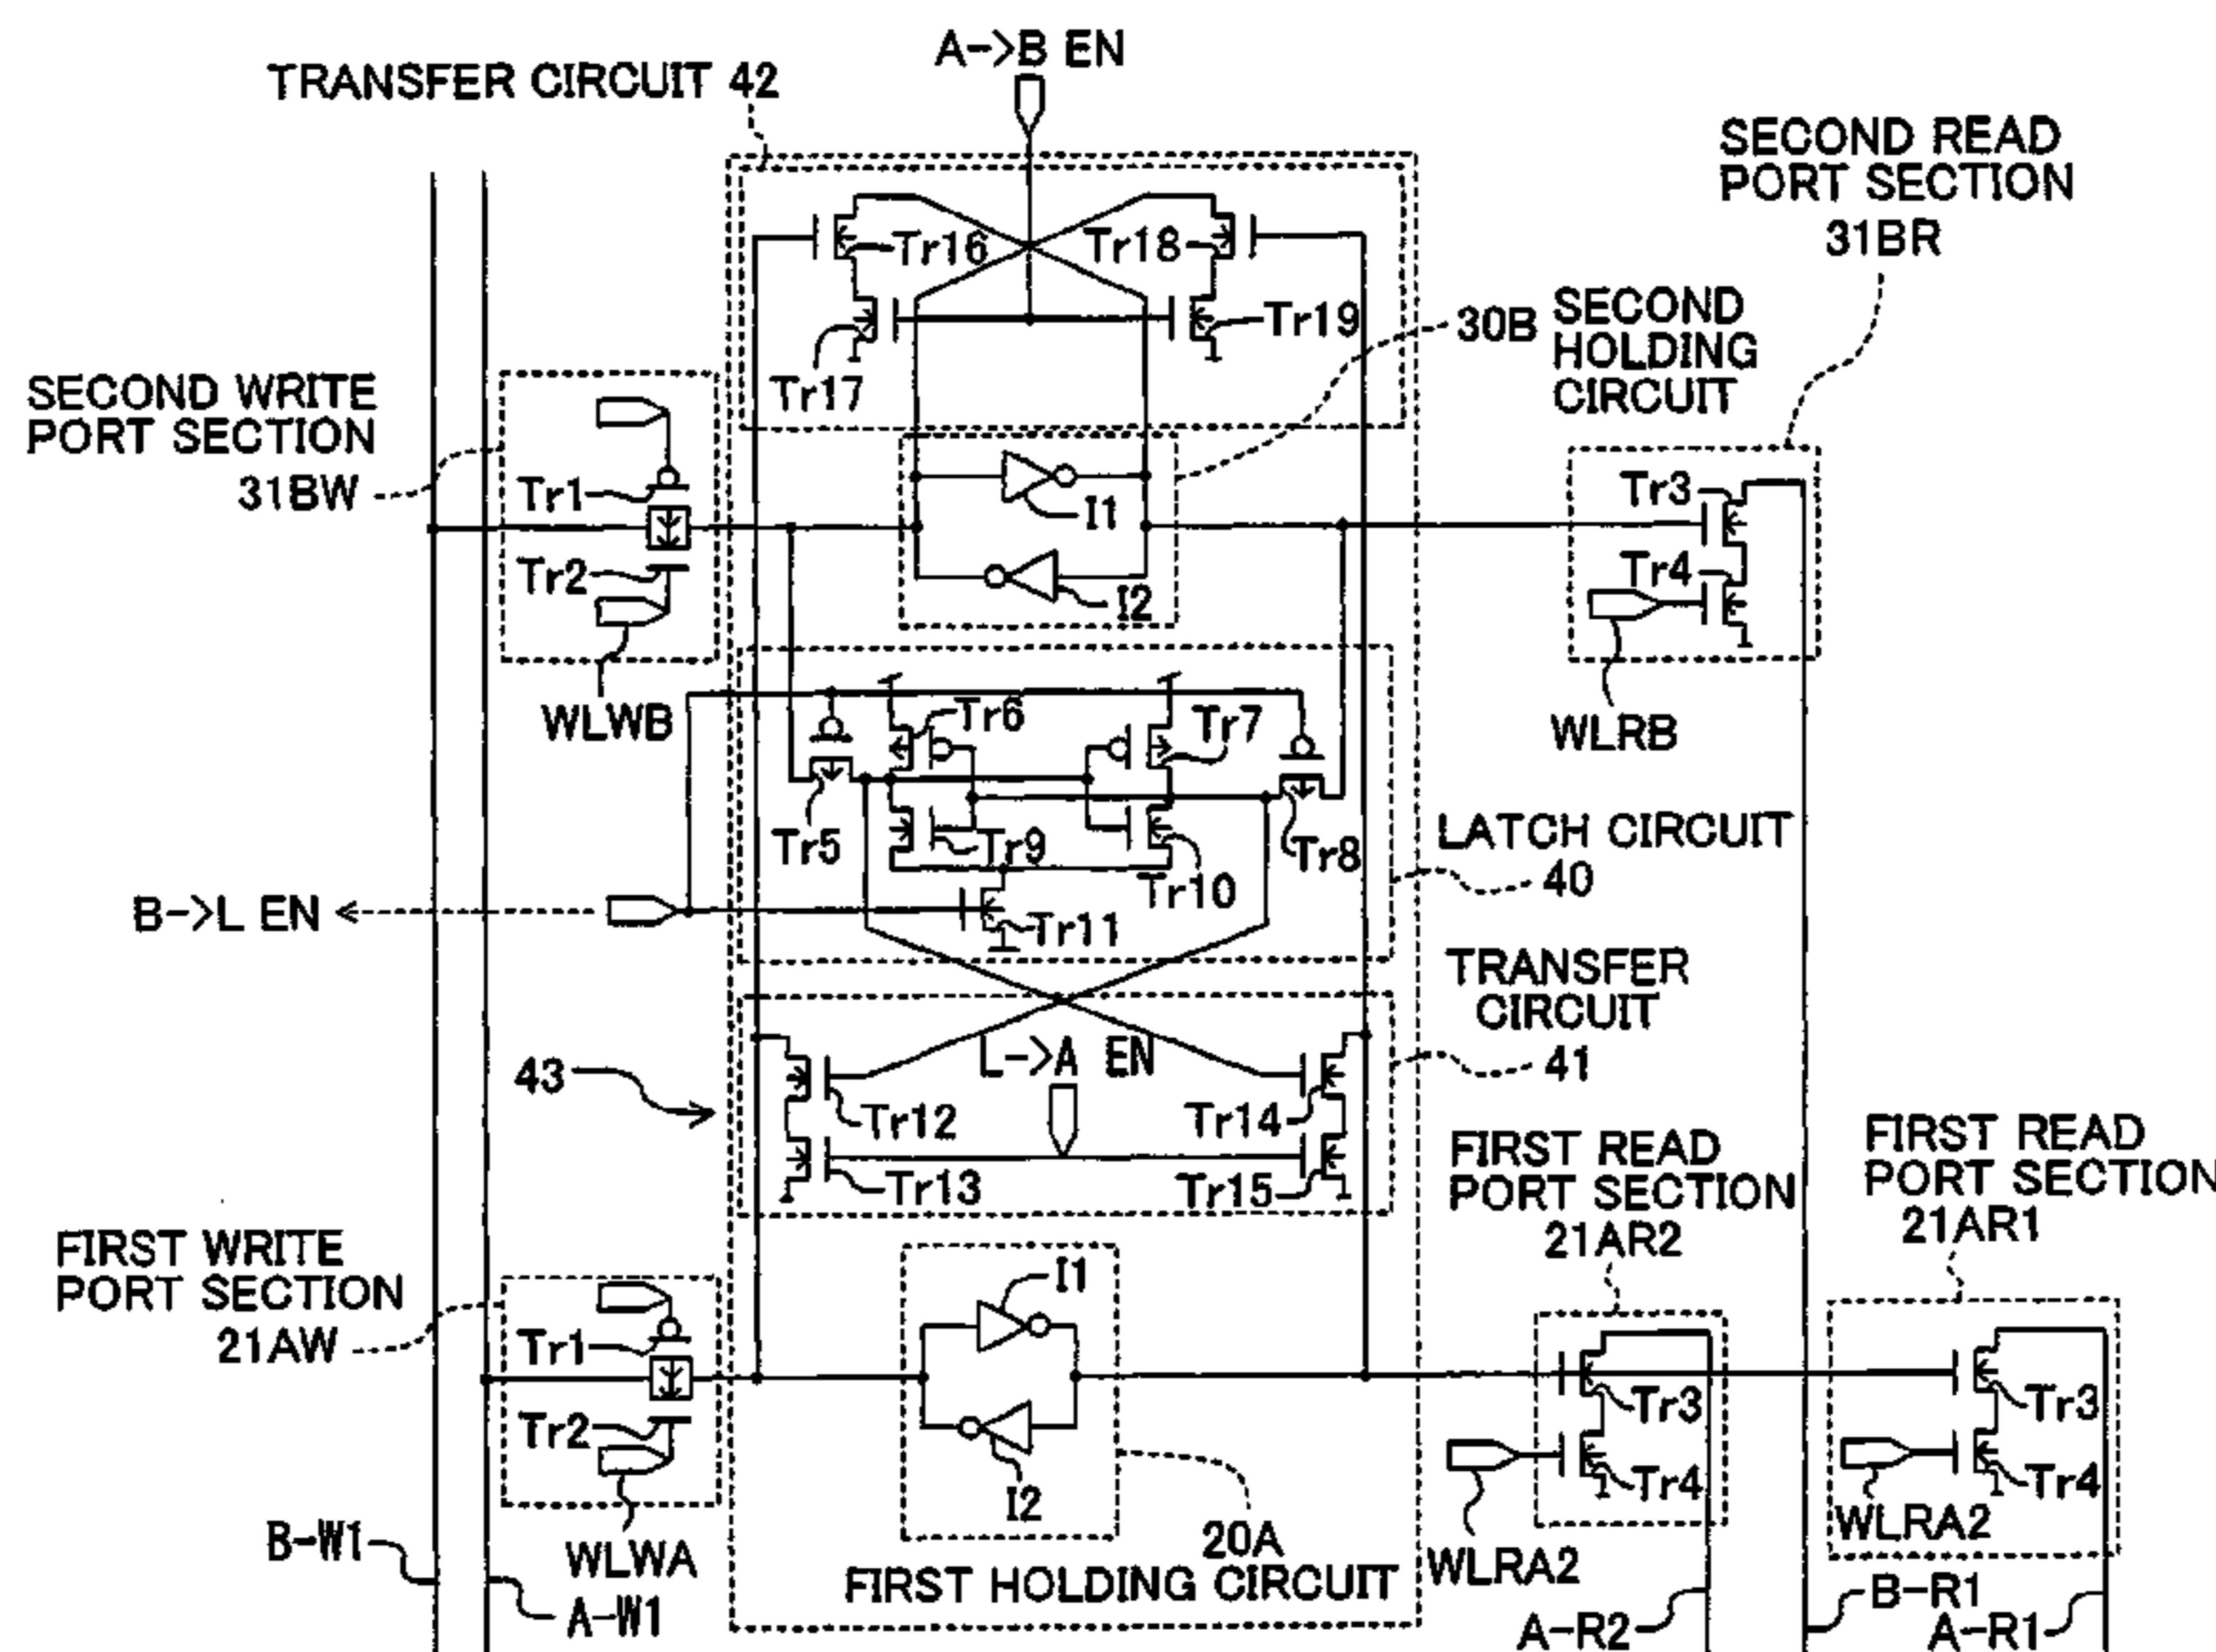 A->B EN
TRANSFER CIRCUIT 42
SECOND READ
PORT SECTION
31BR
Tr16
Tr18
Tr17
Tr19
30B
SECOND
HOLDING
CIRCUIT
SECOND WRITE
PORT SECTION
31BW
Tr1
Tr2
WLWB
I1
I2
Tr3
Tr4
WLRB
Tr6
Tr7
Tr5
Tr9
Tr10
Tr8
Tr11
LATCH CIRCUIT
40
B->L EN
TRANSFER
CIRCUIT
41
L->A EN
43
Tr12
Tr14
Tr13
Tr15
FIRST READ
PORT SECTION
21AR2
FIRST READ
PORT SECTION
21AR1
FIRST WRITE
PORT SECTION
21AW
Tr1
Tr2
WLWA
I1
I2
20A
FIRST HOLDING CIRCUIT
Tr3
Tr4
WLRA2
Tr3
Tr4
WLRA2
B-W1
A-W1
A-R2
B-R1
A-R1